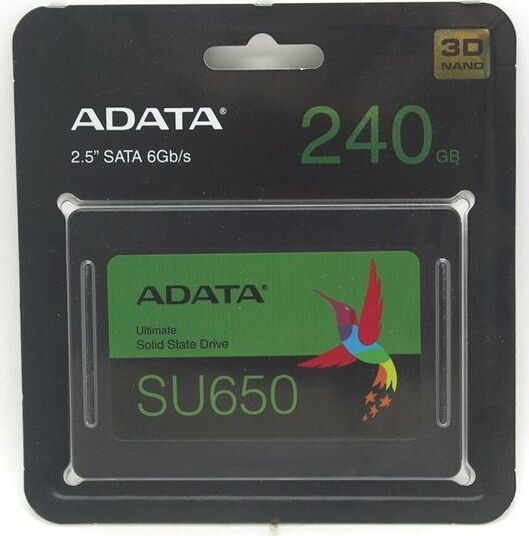 3D
NAND
ADATA®
240 GB
2.5" SATA 6Gb/s
ADATA®
Ultimate
Solid State Drive
SU650